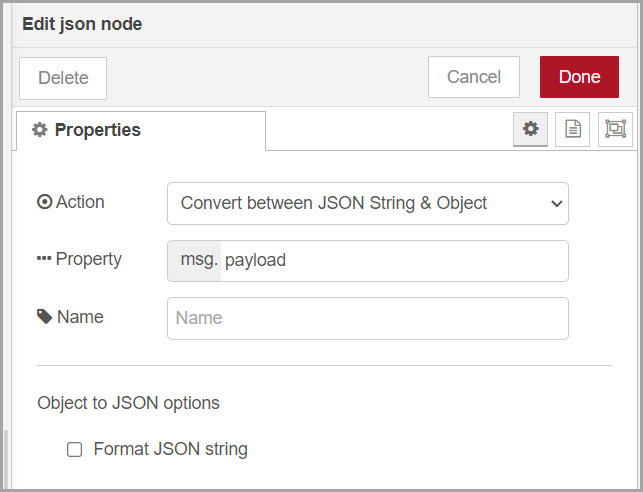 Edit json node
Delete
Cancel
Done
Properties
Action
Convert between JSON String & Object
Property
msg. payload
Name
Name
Object to JSON options
Format JSON string